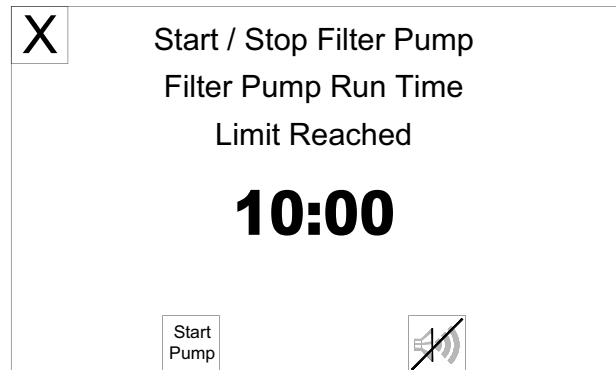 X
Start / Stop Filter Pump
Filter Pump Run Time
Limit Reached
10:00
Start
Pump